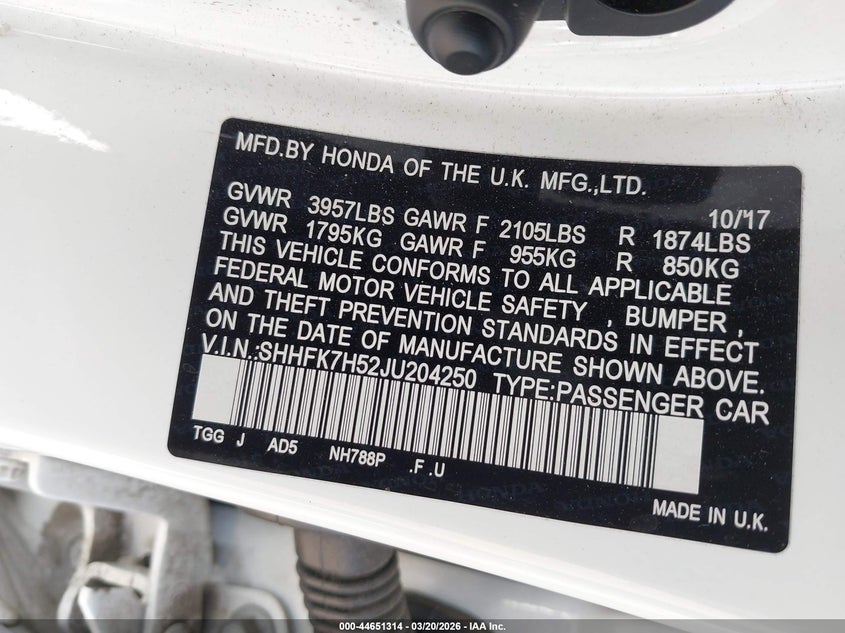 MFD.BY HONDA OF THE U.K. MFG.,LTD.
10/17
GVWR 3957LBS GAWR F 2105LBS R 1874LBS
GVWR 1795KG GAWR F 955KG R 850KG
THIS VEHICLE CONFORMS TO ALL APPLICABLE
FEDERAL MOTOR VEHICLE SAFETY , BUMPER ,
AND THEFT PREVENTION STANDARDS IN EFFECT
ON THE DATE OF MANUFACTURE SHOWN ABOVE.
V.I.N.:SHHFK7H52JU204250 TYPE:PASSENGER CAR
TGG J AD5 NH788P .F .U
MADE IN U.K.
000-44651314 - 03/20/2026 - IAA Inc.